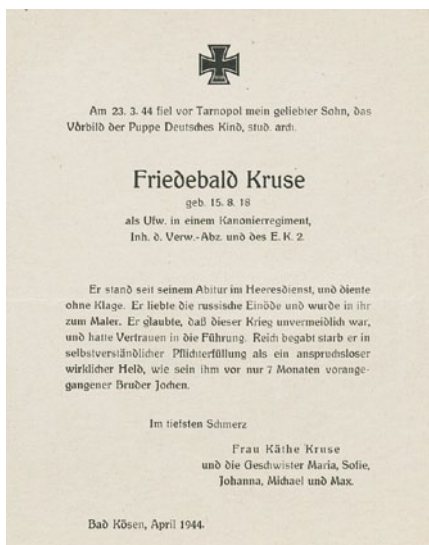 Am 23. 3. 44 fiel vor Tarnopol mein geliebter Sohn, das
Vorbild der Puppe Deutsches Kind, stud. arch.
Friedebald Kruse
geb. 15. 8. 18
als Ufw. in einem Kanonierregiment,
Inh. d. Verw.-Abz. und des E. K. 2.
Er stand seit seinem Abitur im Heeresdienst, und diente
ohne Klage. Er liebte die russische Einöde und wurde in ihr
zum Maler. Er glaubte, daß dieser Krieg unvermeidlich war,
und hatte Vertrauen in die Führung. Reich begabt starb er in
selbstverständlicher Pflichterfüllung als ein anspruchsloser
wirklicher Held, wie sein ihm vor nur 7 Monaten vorange-
gangener Bruder Jochen.
Im tiefsten Schmerz
Frau Käthe Kruse
und die Geschwister Maria, Sofie,
Johanna, Michael und Max.
Bad Kösen, April 1944.